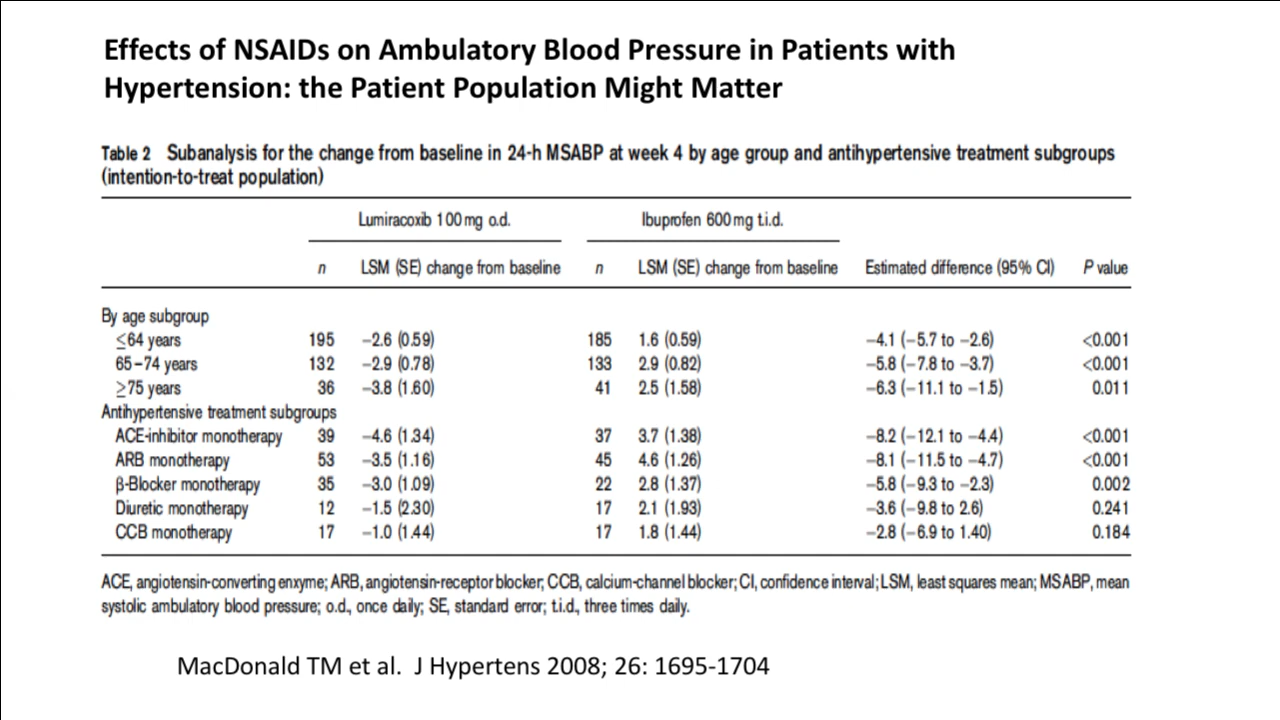 Effects of NSAIDs on Ambulatory Blood Pressure in Patients with
Hypertension: the Patient Population Might Matter
Table 2 Subanalysis for the change from baseline in 24-h MSABP at week 4 by age group and antihypertensive treatment subgroups
(intention-to-treat population)
Lumiracoxib 100 mg o.d. Ibuprofen 600 mg t.i.d.
n LSM (SE) change from baseline n LSM (SE) change from baseline Estimated difference (95% CI) P value
By age subgroup
≤64 years 195 −2.6 (0.59) 185 1.6 (0.59) −4.1 (−5.7 to −2.6) <0.001
65–74 years 132 −2.9 (0.78) 133 2.9 (0.82) −5.8 (−7.8 to −3.7) <0.001
≥75 years 36 −3.8 (1.60) 41 2.5 (1.58) −6.3 (−11.1 to −1.5) 0.011
Antihypertensive treatment subgroups
ACE-inhibitor monotherapy 39 −4.6 (1.34) 37 3.7 (1.38) −8.2 (−12.1 to −4.4) <0.001
ARB monotherapy 53 −3.5 (1.16) 45 4.6 (1.26) −8.1 (−11.5 to −4.7) <0.001
β-Blocker monotherapy 35 −3.0 (1.09) 22 2.8 (1.37) −5.8 (−9.3 to −2.3) 0.002
Diuretic monotherapy 12 −1.5 (2.30) 17 2.1 (1.93) −3.6 (−9.8 to 2.6) 0.241
CCB monotherapy 17 −1.0 (1.44) 17 1.8 (1.44) −2.8 (−6.9 to 1.40) 0.184
ACE, angiotensin-converting enxyme; ARB, angiotensin-receptor blocker; CCB, calcium-channel blocker; CI, confidence interval; LSM, least squares mean; MSABP, mean
systolic ambulatory blood pressure; o.d., once daily; SE, standard error; t.i.d., three times daily.
MacDonald TM et al. J Hypertens 2008; 26: 1695-1704